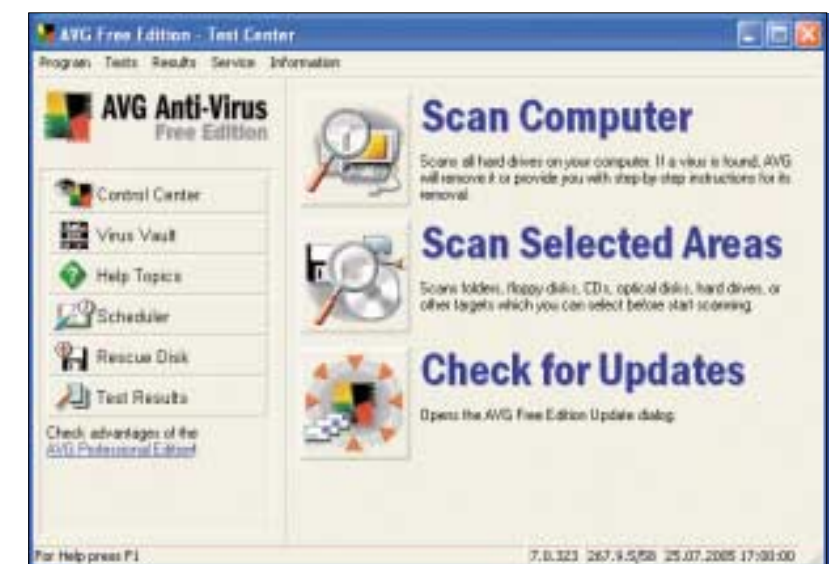 AVG Free Edition - Test Center
Program Tests Results Service Information
AVG Anti-Virus
Free Edition
Control Center
Virus Vault
Help Topics
Scheduler
Rescue Disk
Test Results
Check advantages of the
AVG Professional Edition!
Scan Computer
Scans all hard drives on your computer. If a virus is found, AVG
will remove it or provide you with step by step instructions for its
removal.
Scan Selected Areas
Scans folders, floppy disks, CDs, optical disks, hard drives, or
other targets which you can select before start scanning.
Check for Updates
Opens the AVG Free Edition Update dialog.
For Help press F1
7.0.323 267.9.5/58 25.07.2005 17:00:00